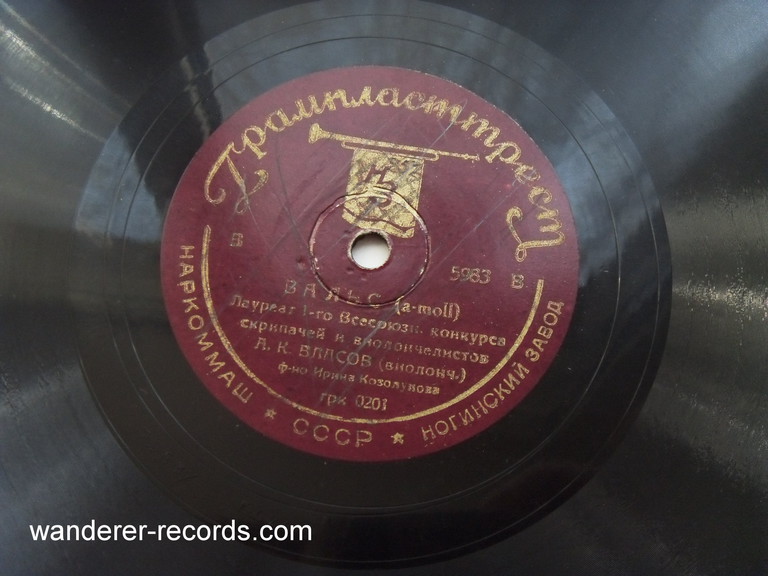 Грампласттрест
НЗ
В
5983 В
ВАЛЬС (a-moll)
Лауреат 1-го Всесоюзн. конкурса
скрипачей и виолончелистов
А. К. ВЛАСОВ (виолонч.)
ф-но Ирина Козолупова
грк 0201
НАРКОММАШ ★ СССР ★ НОГИНСКИЙ ЗАВОД
wanderer-records.com